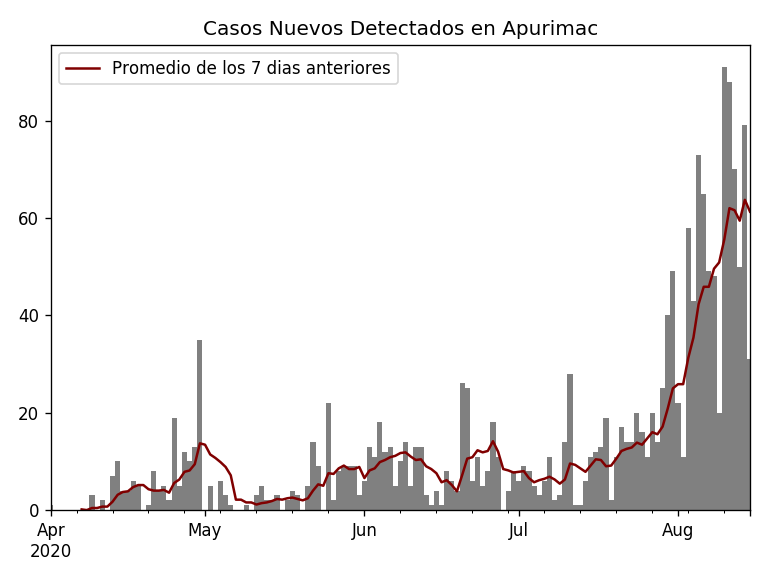 Casos Nuevos Detectados en Apurimac
Promedio de los 7 dias anteriores
80
60
40
20
0
Apr May Jun Jul Aug
2020